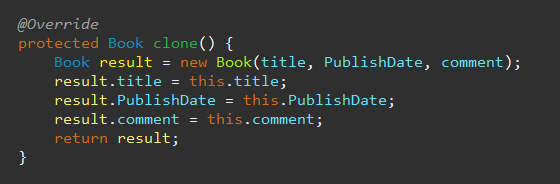 @Override
protected Book clone() {
    Book result = new Book(title, PublishDate, comment);
    result.title = this.title;
    result.PublishDate = this.PublishDate;
    result.comment = this.comment;
    return result;
}